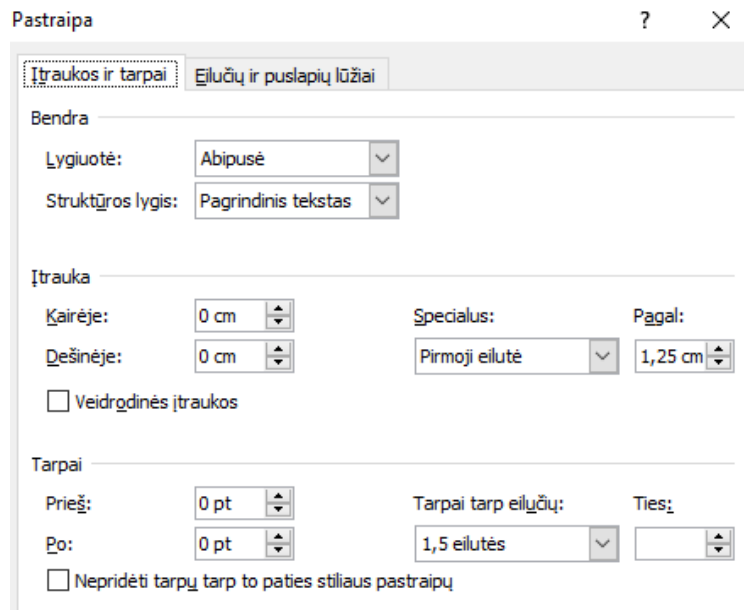 Pastraipa ?
Įtraukos ir tarpai Eilučių ir puslapių lūžiai
Bendra
Lygiuotė: Abipusė
Struktūros lygis: Pagrindinis tekstas
Įtrauka
Kairėje: 0 cm Specialus: Pagal:
Dešinėje: 0 cm Pirmoji eilutė 1,25 cm
Veidrodinės įtraukos
Tarpai
Prieš: 0 pt Tarpai tarp eilučių: Ties:
Po: 0 pt 1,5 eilutės
Nepridėti tarpų tarp to paties stiliaus pastraipų